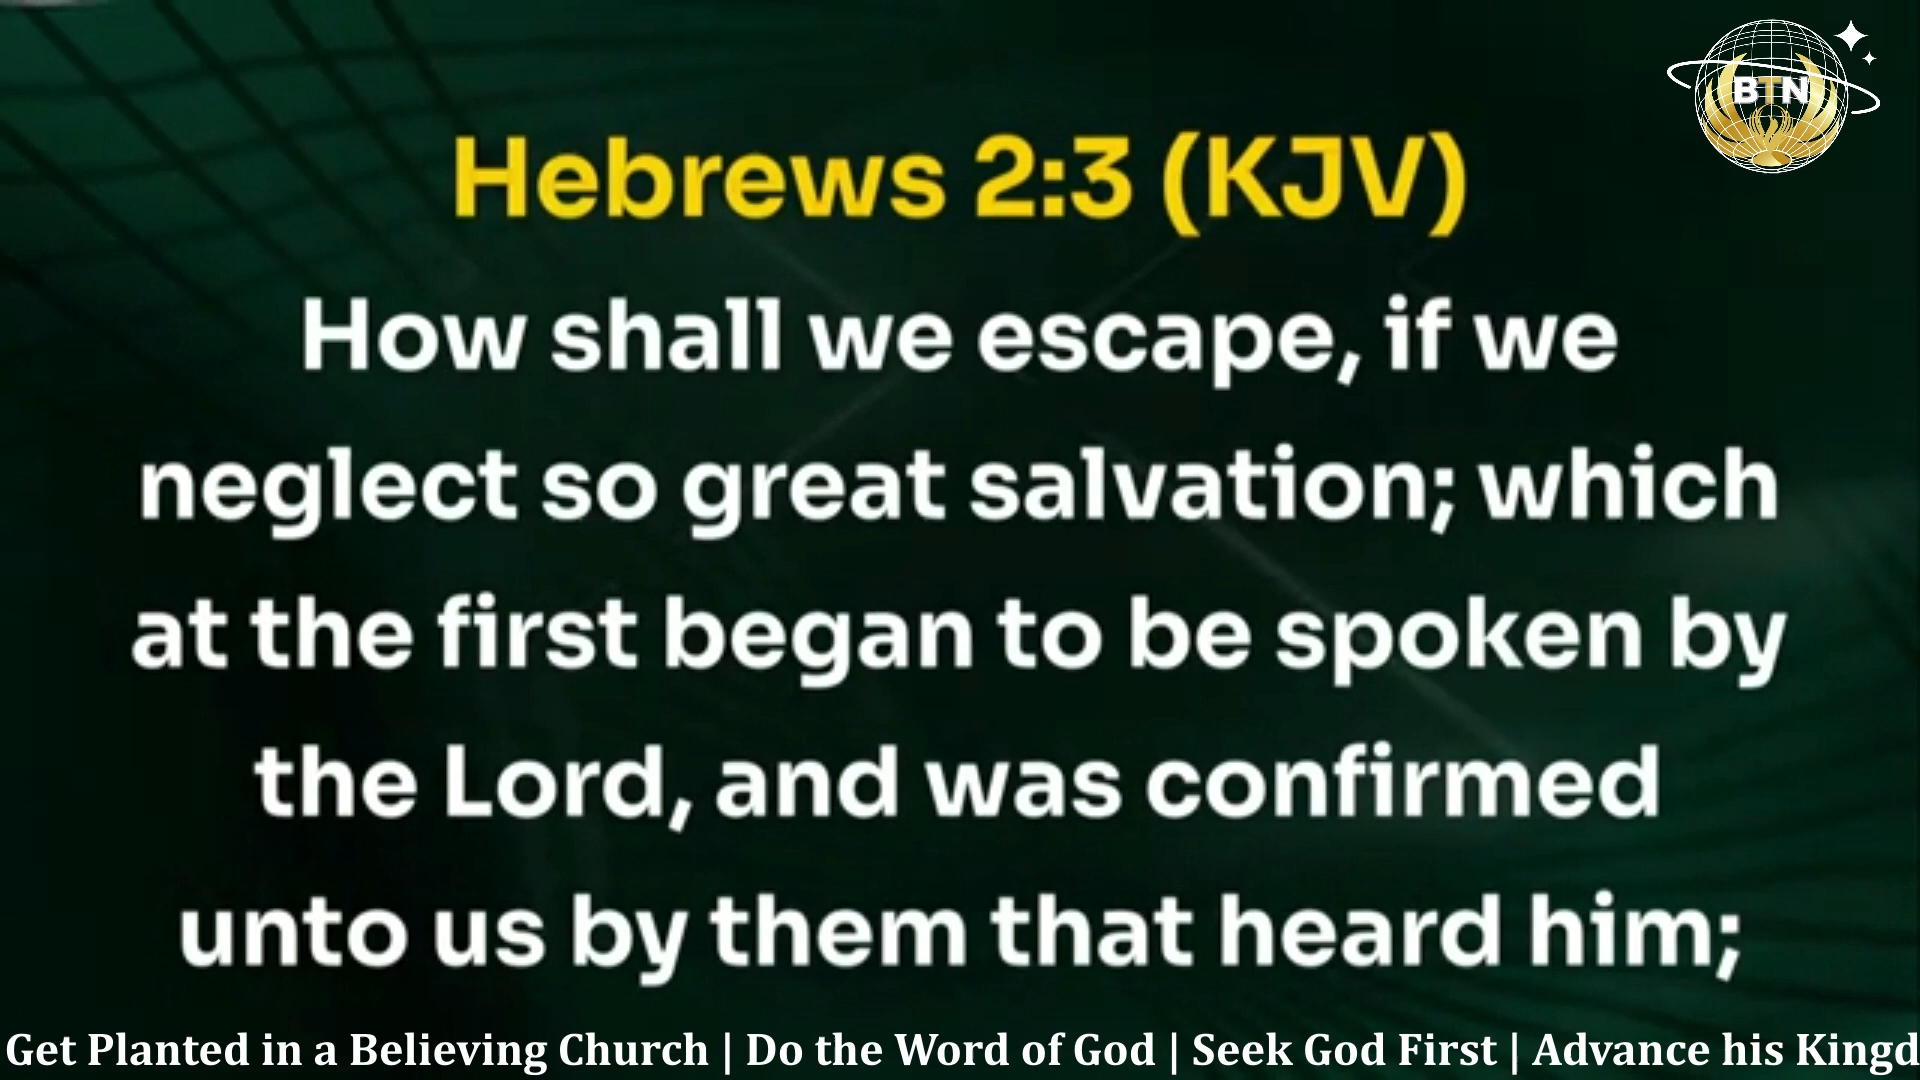 BTN
Hebrews 2:3 (KJV)
How shall we escape, if we
neglect so great salvation; which
at the first began to be spoken by
the Lord, and was confirmed
unto us by them that heard him;
Get Planted in a Believing Church | Do the Word of God | Seek God First | Advance his Kingd